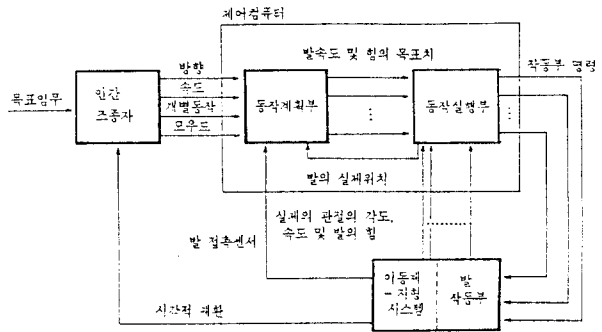 제어컴퓨터
발속도 및 힘의 목표치
작동부 명령
목표임무
인간
조종자
방향
속도
개별동작
모우드
동작계획부
동작실행부
발의 실제위치
실제의 관절의 각도,
속도 및 발의 힘
발 접촉센서
시간적 궤환
이동체
-지형
시스템
발
작동부